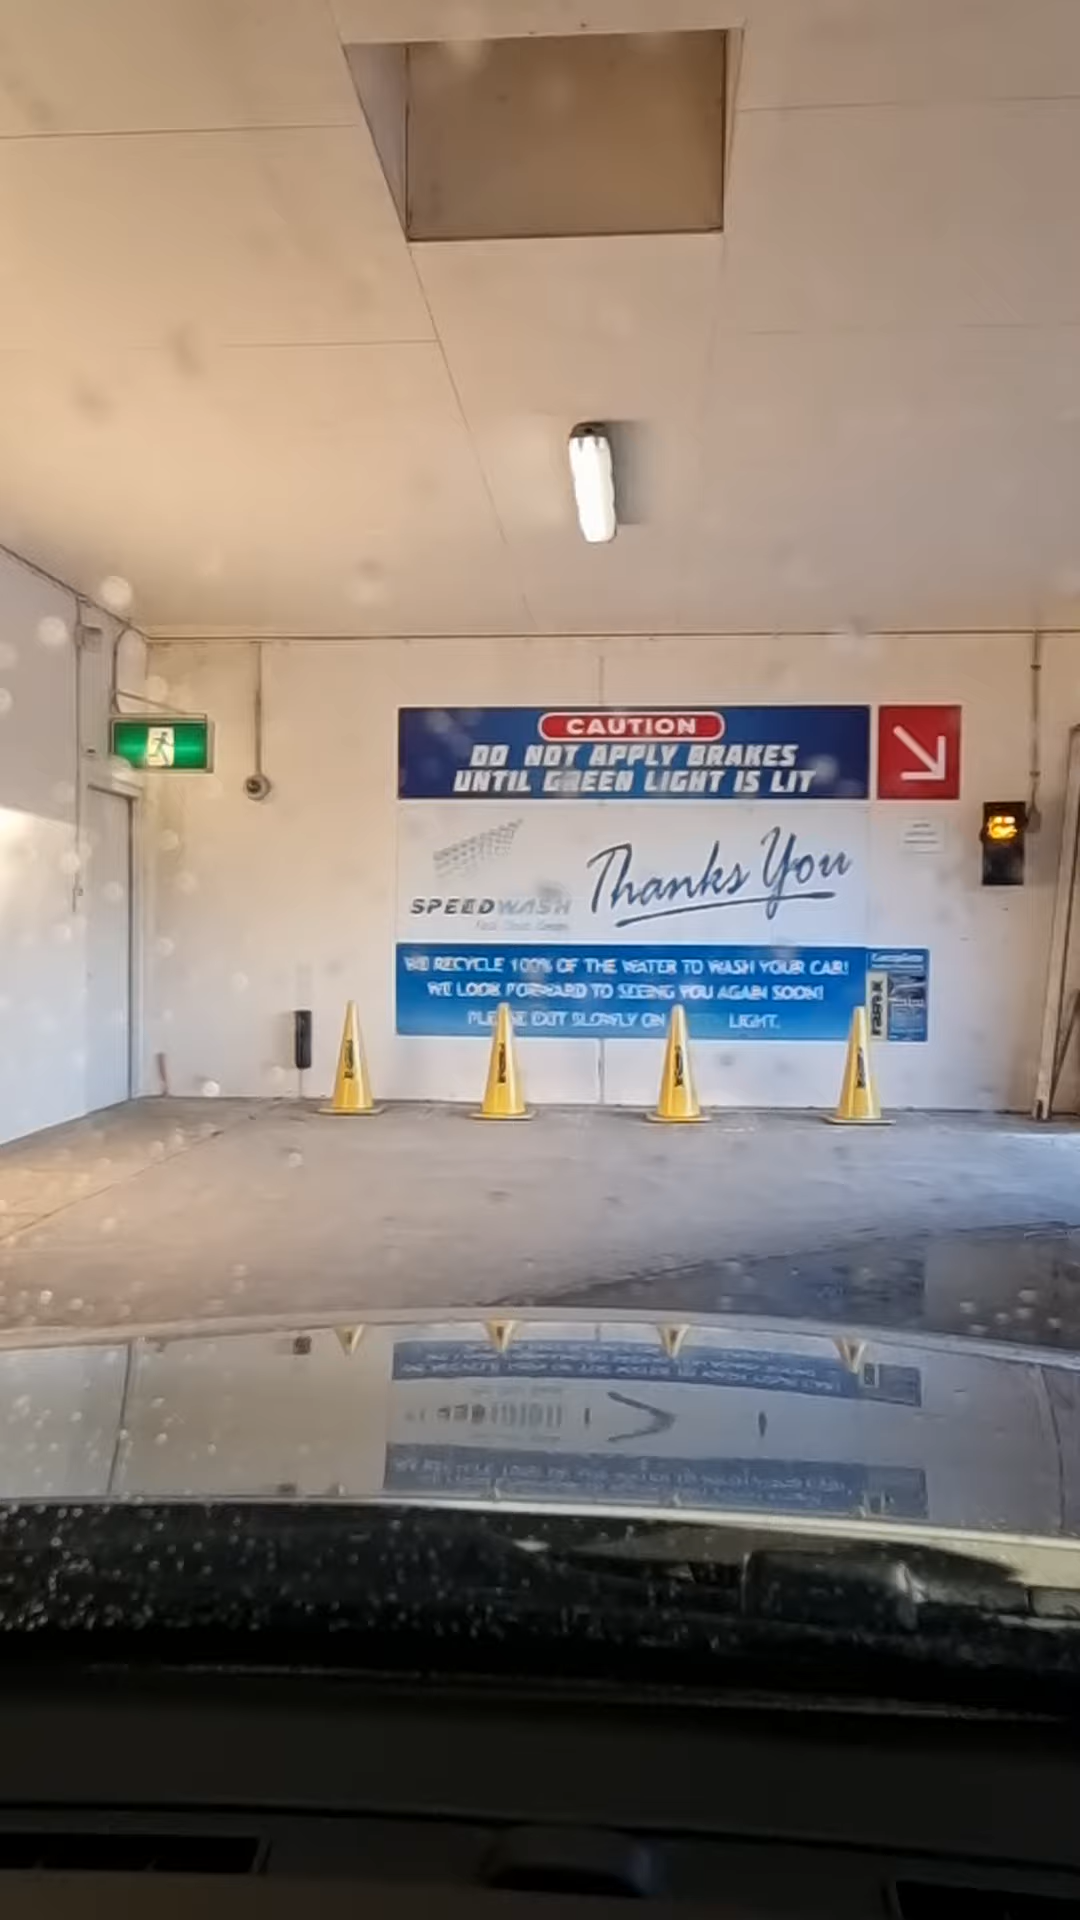 CAUTION
DO NOT APPLY BRAKES
UNTIL GREEN LIGHT IS LIT
Thanks You
SPEEDWASH
WE RECYCLE 100% OF THE WATER TO WASH YOUR CAR!
WE LOOK FORWARD TO SEEING YOU AGAIN SOON!
PLEASE EXIT SLOWLY ON LIGHT.